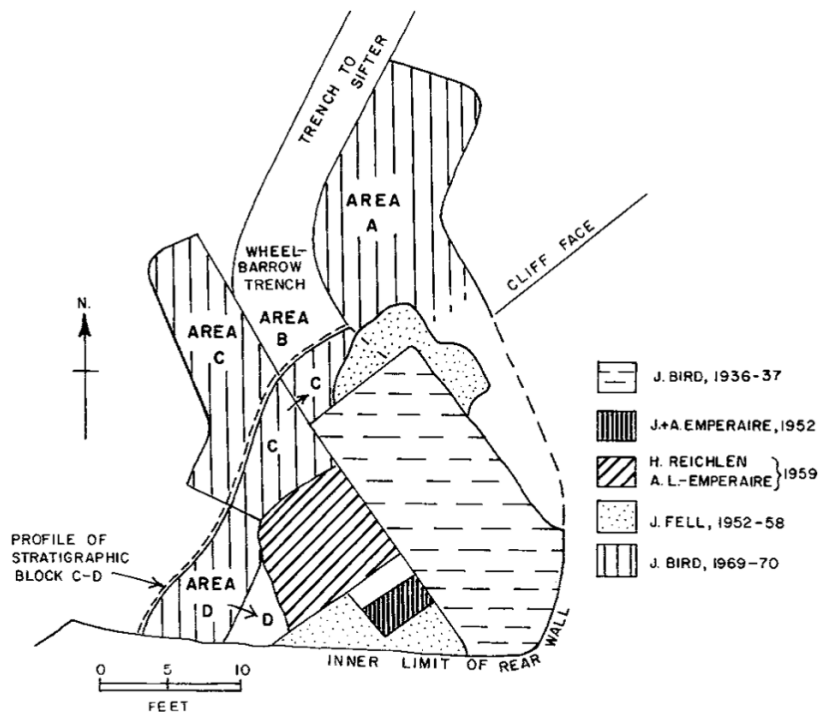 TRENCH TO
SIFTER
AREA
A
WHEEL-
BARROW
TRENCH
CLIFF FACE
N.
AREA
B
AREA
C
C
C
J. BIRD, 1936-37
J.+A. EMPERAIRE, 1952
H. REICHLEN
A. L.-EMPERAIRE } 1959
J. FELL, 1952-58
J. BIRD, 1969-70
PROFILE OF
STRATIGRAPHIC
BLOCK C-D
AREA
D
D
INNER LIMIT OF REAR WALL
0 5 10
FEET